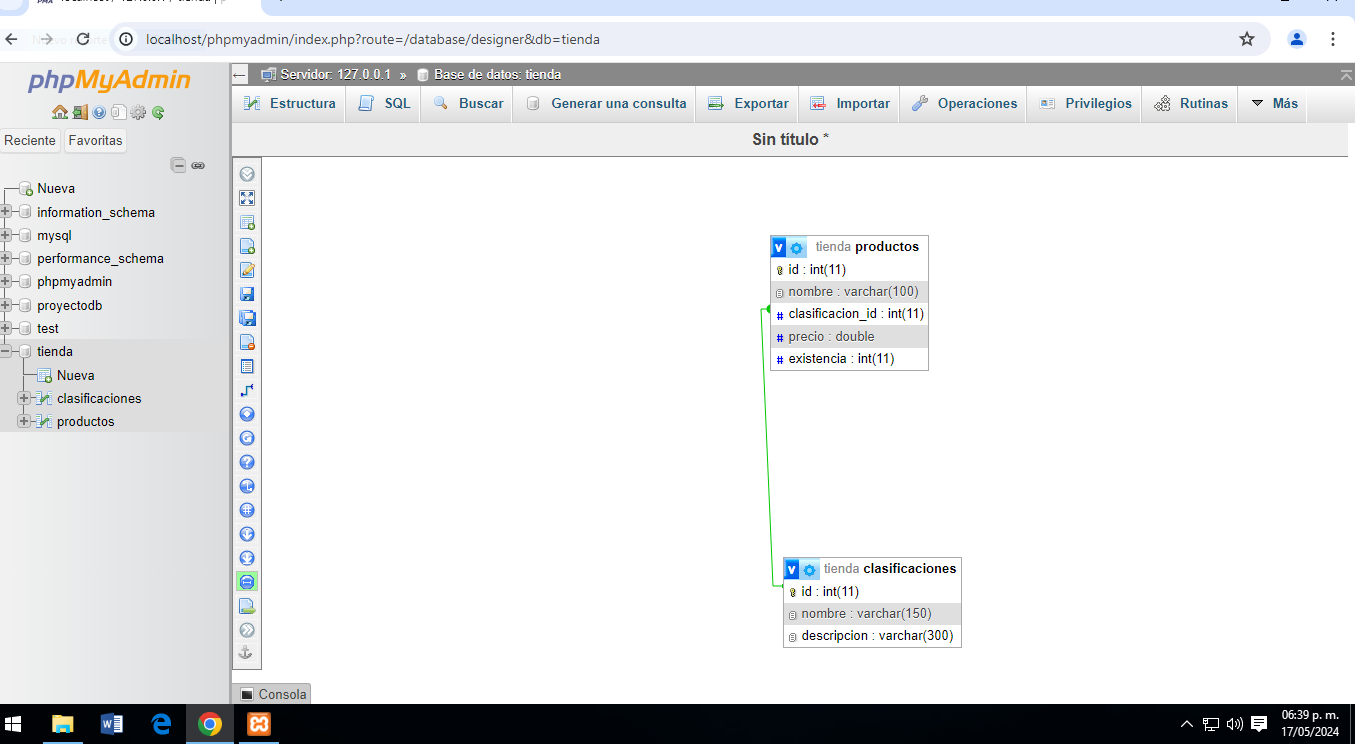 localhost/phpmyadmin/index.php?route=/database/designer&db=tienda
phpMyAdmin
Reciente
Favoritas
Nueva
information_schema
mysql
performance_schema
phpmyadmin
proyectodb
test
tienda
Nueva
clasificaciones
productos
Servidor: 127.0.0.1 » Base de datos: tienda
Estructura SQL Buscar Generar una consulta Exportar Importar Operaciones Privilegios Rutinas Más
Sin título *
v tienda productos
id : int(11)
nombre : varchar(100)
# clasificacion_id : int(11)
# precio : double
# existencia : int(11)
v tienda clasificaciones
id : int(11)
nombre : varchar(150)
descripcion : varchar(300)
Consola
06:39 p. m.
17/05/2024